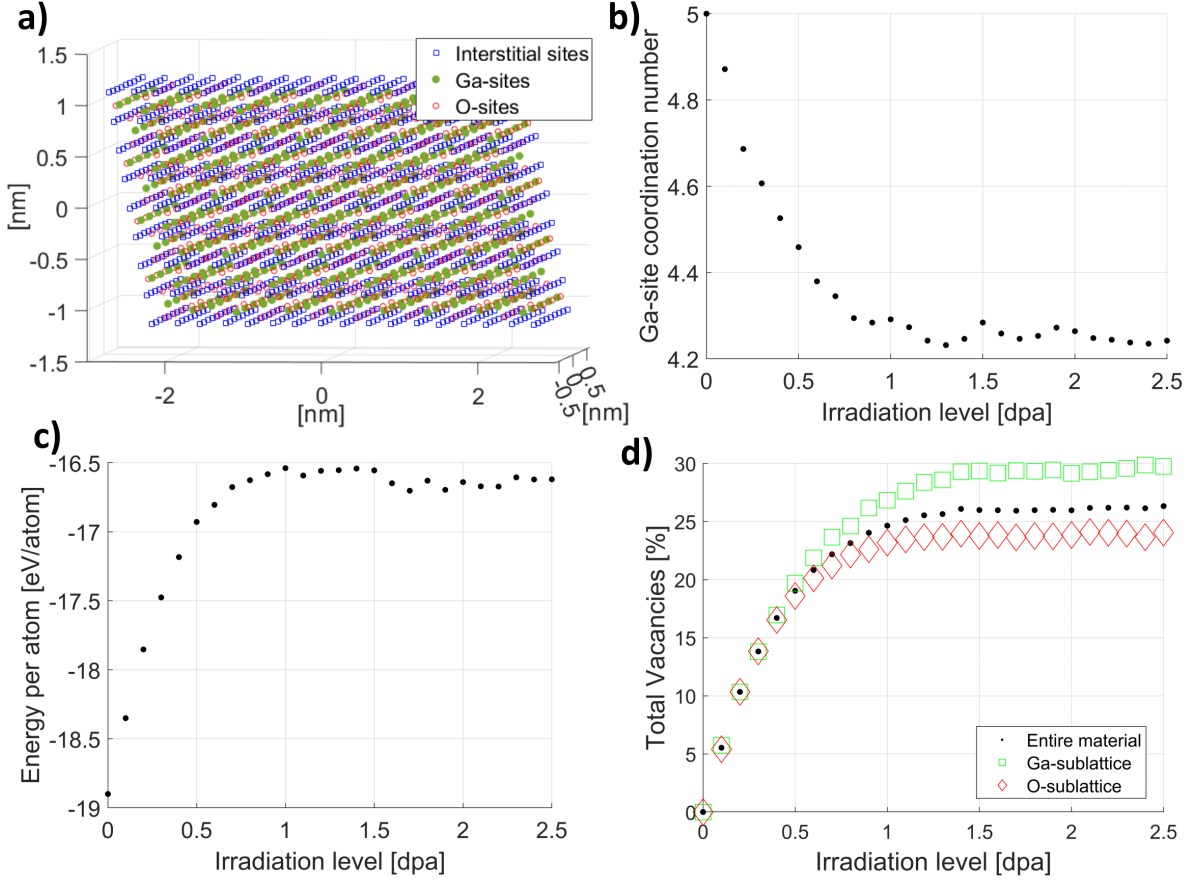 a)
1.5
1
0.5
0
-0.5
-1
-1.5
[nm]
-2
0
2
[nm]
-0.5
0
0.5
[nm]
Interstitial sites
Ga-sites
O-sites
b)
5
4.8
4.6
4.4
4.2
Ga-site coordination number
0
0.5
1
1.5
2
2.5
Irradiation level [dpa]
c)
-16.5
-17
-17.5
-18
-18.5
-19
Energy per atom [eV/atom]
0
0.5
1
1.5
2
2.5
Irradiation level [dpa]
d)
30
25
20
15
10
5
0
Total Vacancies [%]
0
0.5
1
1.5
2
2.5
Irradiation level [dpa]
Entire material
Ga-sublattice
O-sublattice